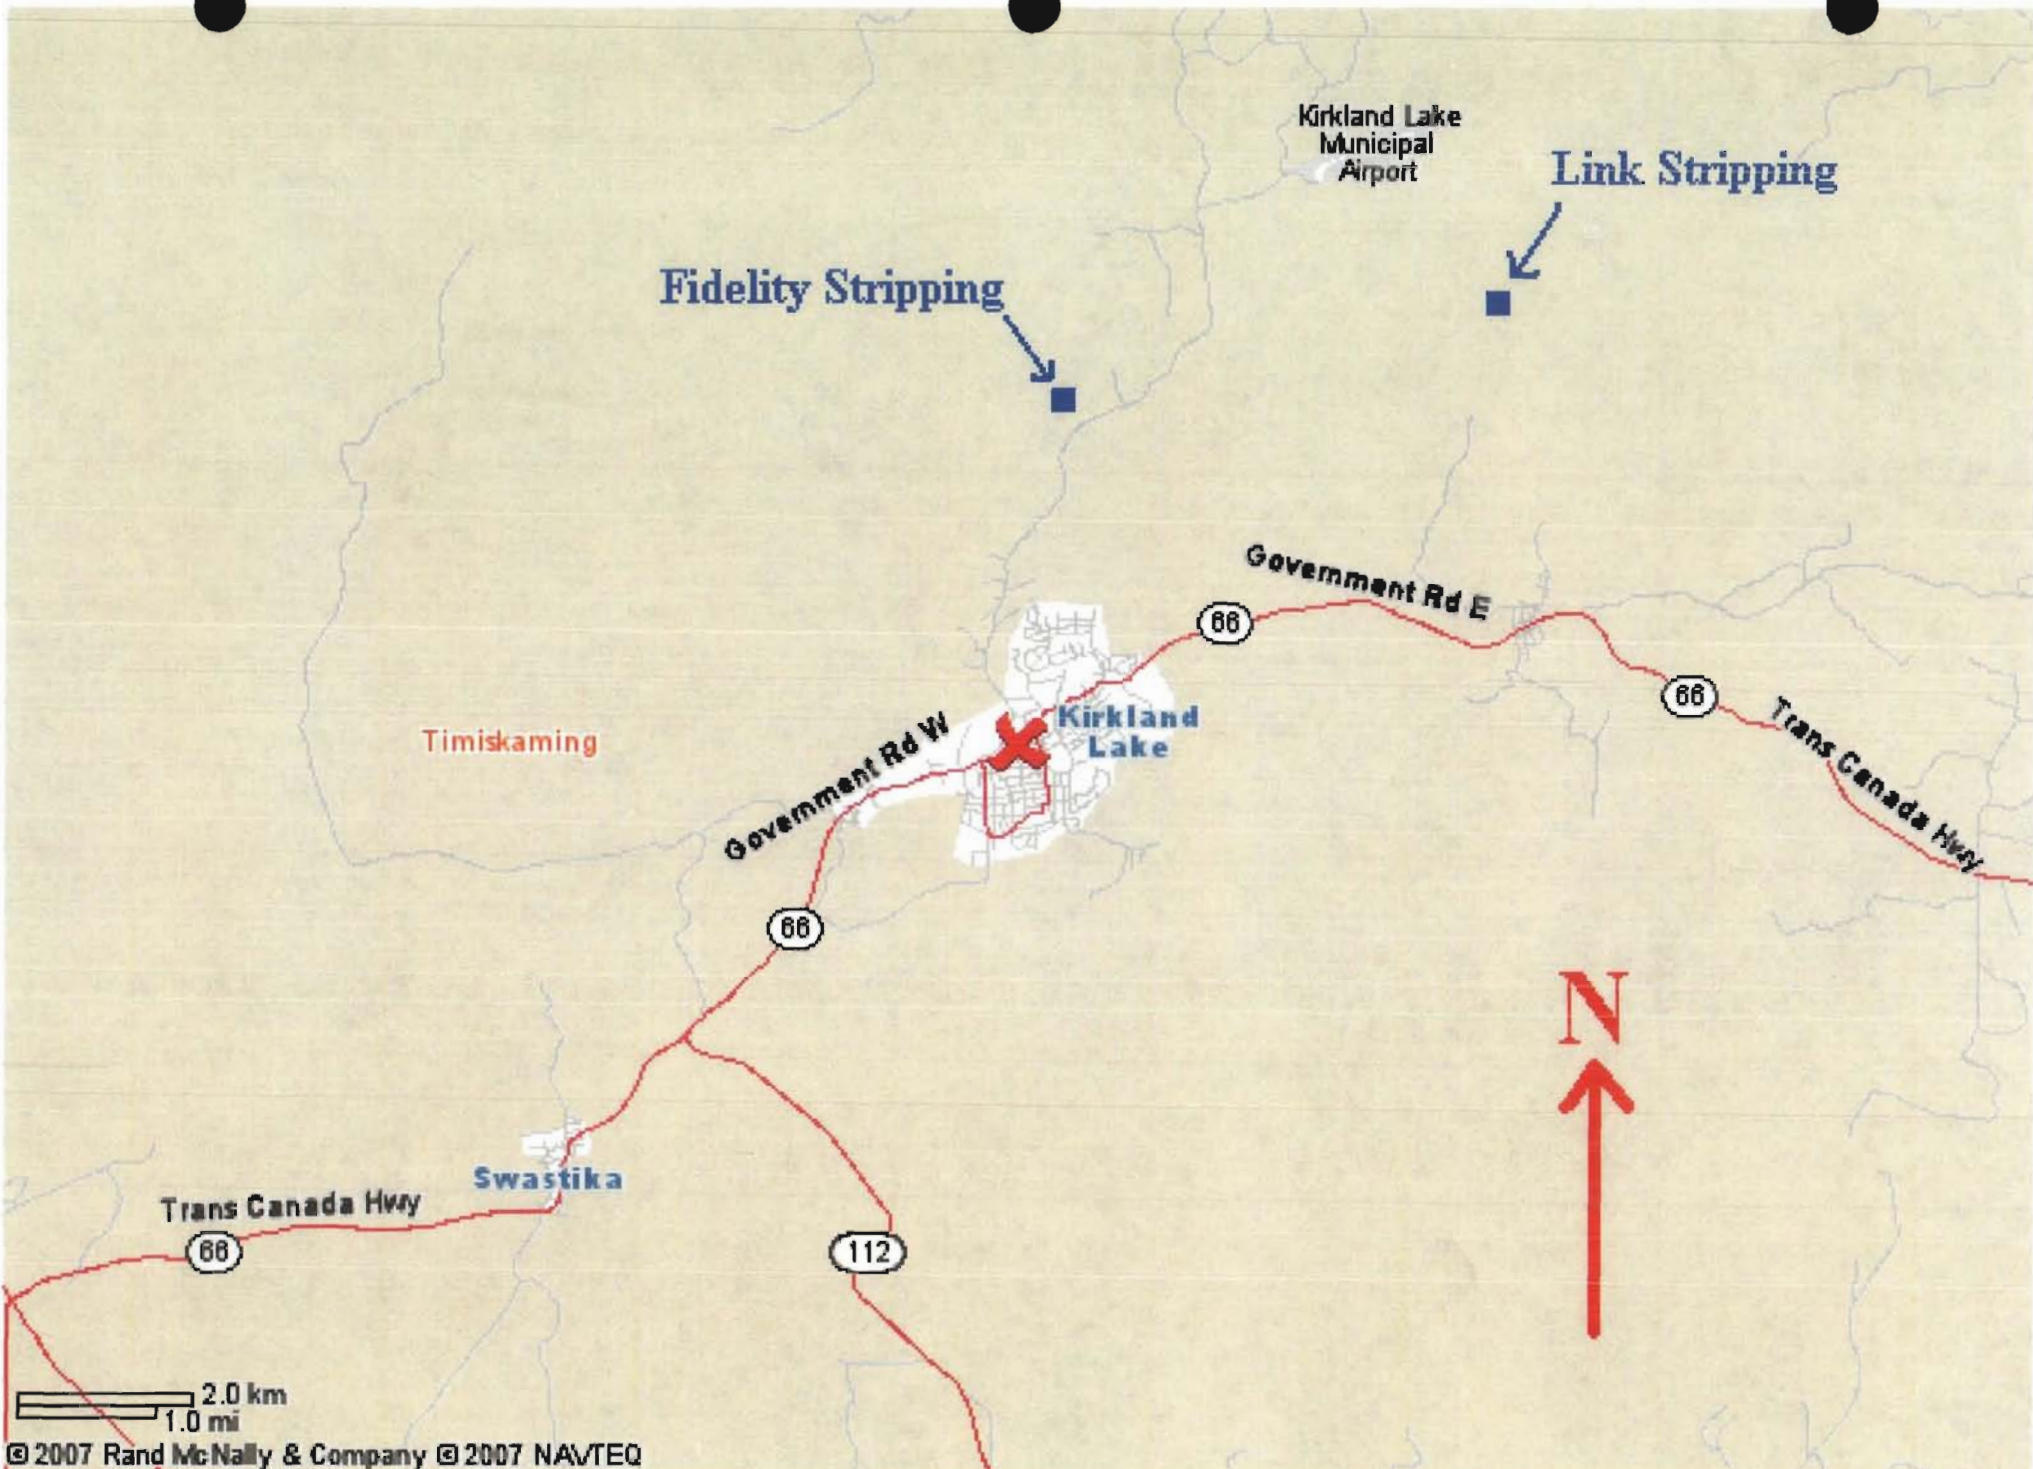 Kirkland Lake
Municipal
Airport
Link Stripping
Fidelity Stripping
Government Rd E
66
66
Trans Canada Hwy
Kirkland
Lake
Government Rd W
Timiskaming
66
N
Swastika
Trans Canada Hwy
66
112
2.0 km
1.0 mi
© 2007 Rand McNally & Company © 2007 NAVTEQ